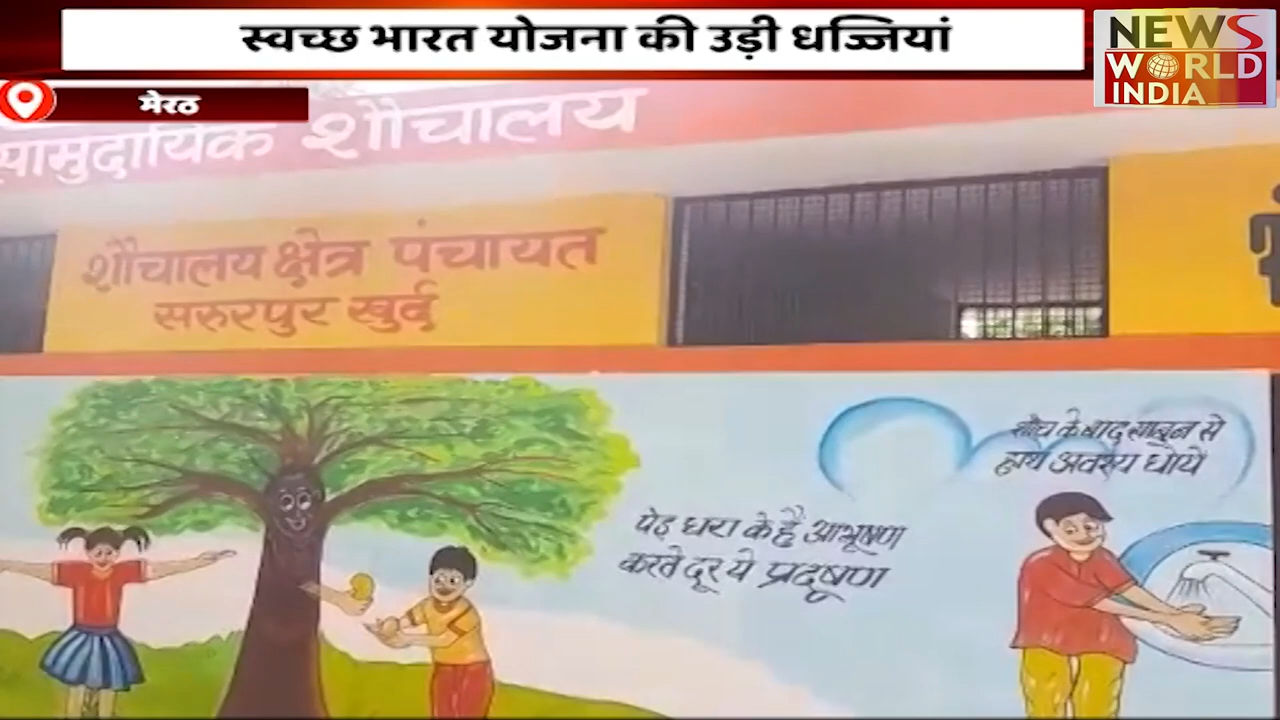 स्वच्छ भारत योजना की उड़ी धज्जियां
NEWS
WORLD
INDIA
मेरठ
सामुदायिक शौचालय
शौचालय क्षेत्र पंचायत
सरुरपुर खुर्द
शौच के बाद साबुन से
हाथ अवश्य धोये
पेड़ धरा के है आभूषण
करते दूर ये प्रदूषण